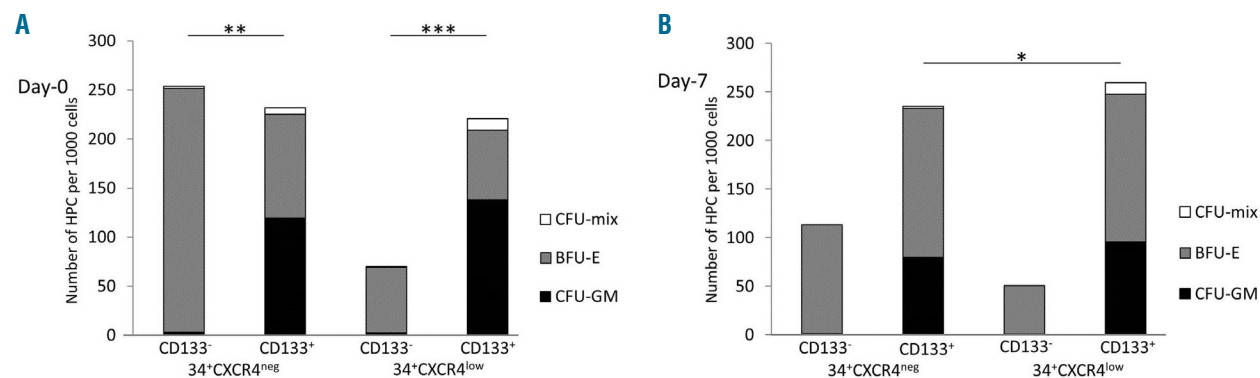 A
**
***
Day-0
Number of HPC per 1000 cells
300
250
200
150
100
50
0
CD133⁻ CD133⁺ CD133⁻ CD133⁺
34⁺CXCR4ⁿᵉᵍ 34⁺CXCR4ˡᵒʷ
CFU-mix
BFU-E
CFU-GM
B
*
Day-7
Number of HPC per 1000 cells
300
250
200
150
100
50
0
CD133⁻ CD133⁺ CD133⁻ CD133⁺
34⁺CXCR4ⁿᵉᵍ 34⁺CXCR4ˡᵒʷ
CFU-mix
BFU-E
CFU-GM